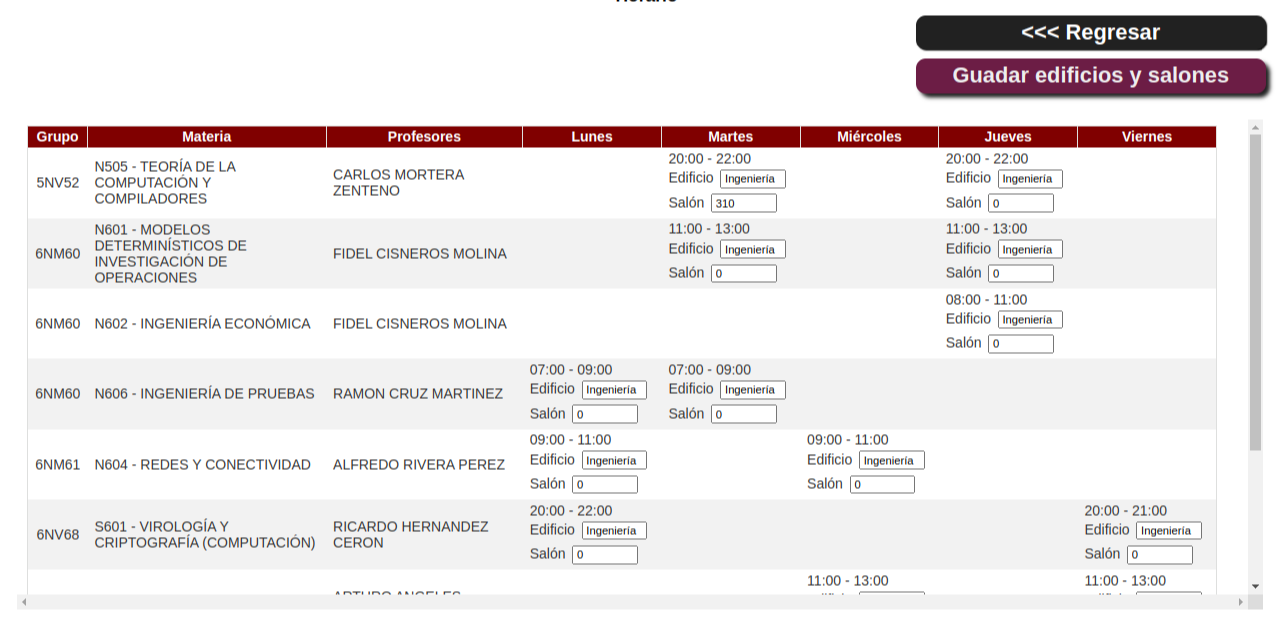 <<< Regresar
Guadar edificios y salones
Grupo Materia Profesores Lunes Martes Miércoles Jueves Viernes
5NV52
N505 - TEORÍA DE LA
COMPUTACIÓN Y
COMPILADORES
CARLOS MORTERA
ZENTENO
20:00 - 22:00
Edificio Ingeniería
Salón 310
20:00 - 22:00
Edificio Ingeniería
Salón 0
6NM60
N601 - MODELOS
DETERMINÍSTICOS DE
INVESTIGACIÓN DE
OPERACIONES
FIDEL CISNEROS MOLINA
11:00 - 13:00
Edificio Ingeniería
Salón 0
11:00 - 13:00
Edificio Ingeniería
Salón 0
6NM60
N602 - INGENIERÍA ECONÓMICA
FIDEL CISNEROS MOLINA
08:00 - 11:00
Edificio Ingeniería
Salón 0
6NM60
N606 - INGENIERÍA DE PRUEBAS
RAMON CRUZ MARTINEZ
07:00 - 09:00
Edificio Ingeniería
Salón 0
07:00 - 09:00
Edificio Ingeniería
Salón 0
6NM61
N604 - REDES Y CONECTIVIDAD
ALFREDO RIVERA PEREZ
09:00 - 11:00
Edificio Ingeniería
Salón 0
09:00 - 11:00
Edificio Ingeniería
Salón 0
6NV68
S601 - VIROLOGÍA Y
CRIPTOGRAFÍA (COMPUTACIÓN)
RICARDO HERNANDEZ
CERON
20:00 - 22:00
Edificio Ingeniería
Salón 0
20:00 - 21:00
Edificio Ingeniería
Salón 0
11:00 - 13:00
11:00 - 13:00